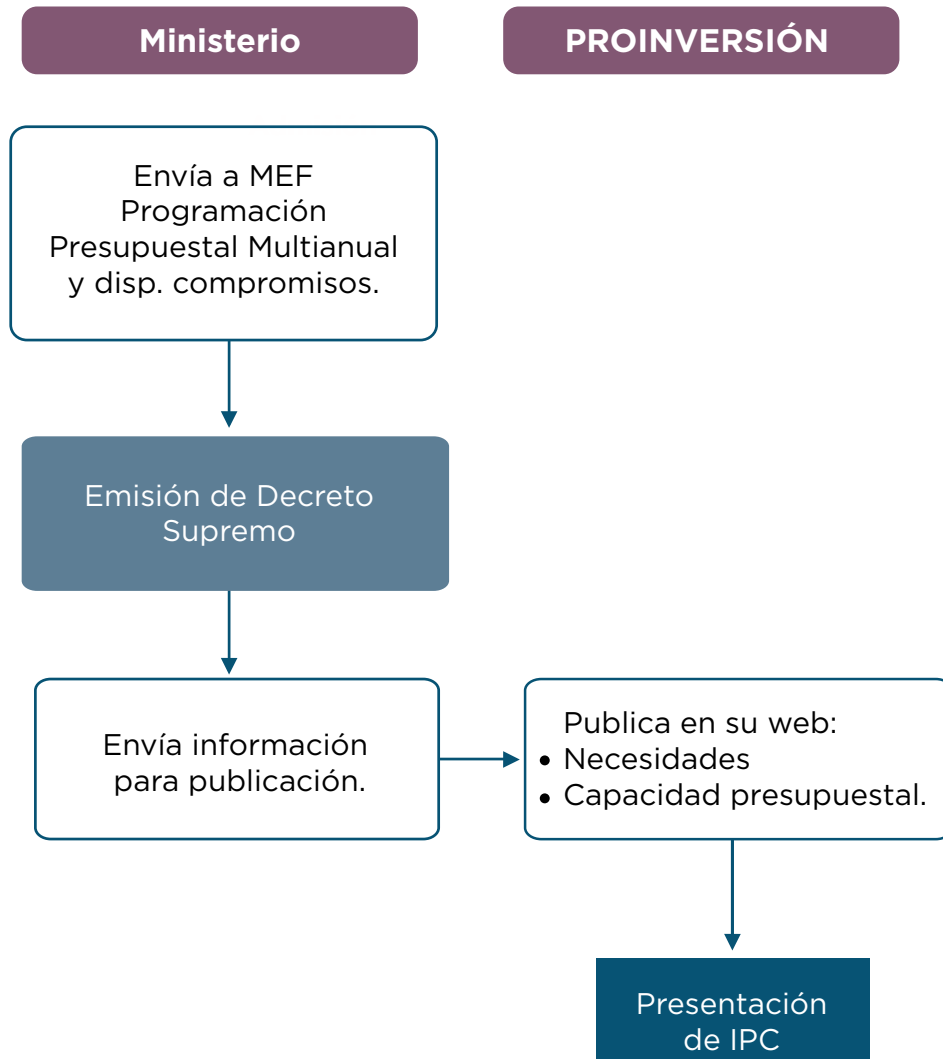 Ministerio
PROINVERSIÓN
Envía a MEF
Programación
Presupuestal Multianual
y disp. compromisos.
Emisión de Decreto
Supremo
Envía información
para publicación.
Publica en su web:
• Necesidades
• Capacidad presupuestal.
Presentación
de IPC